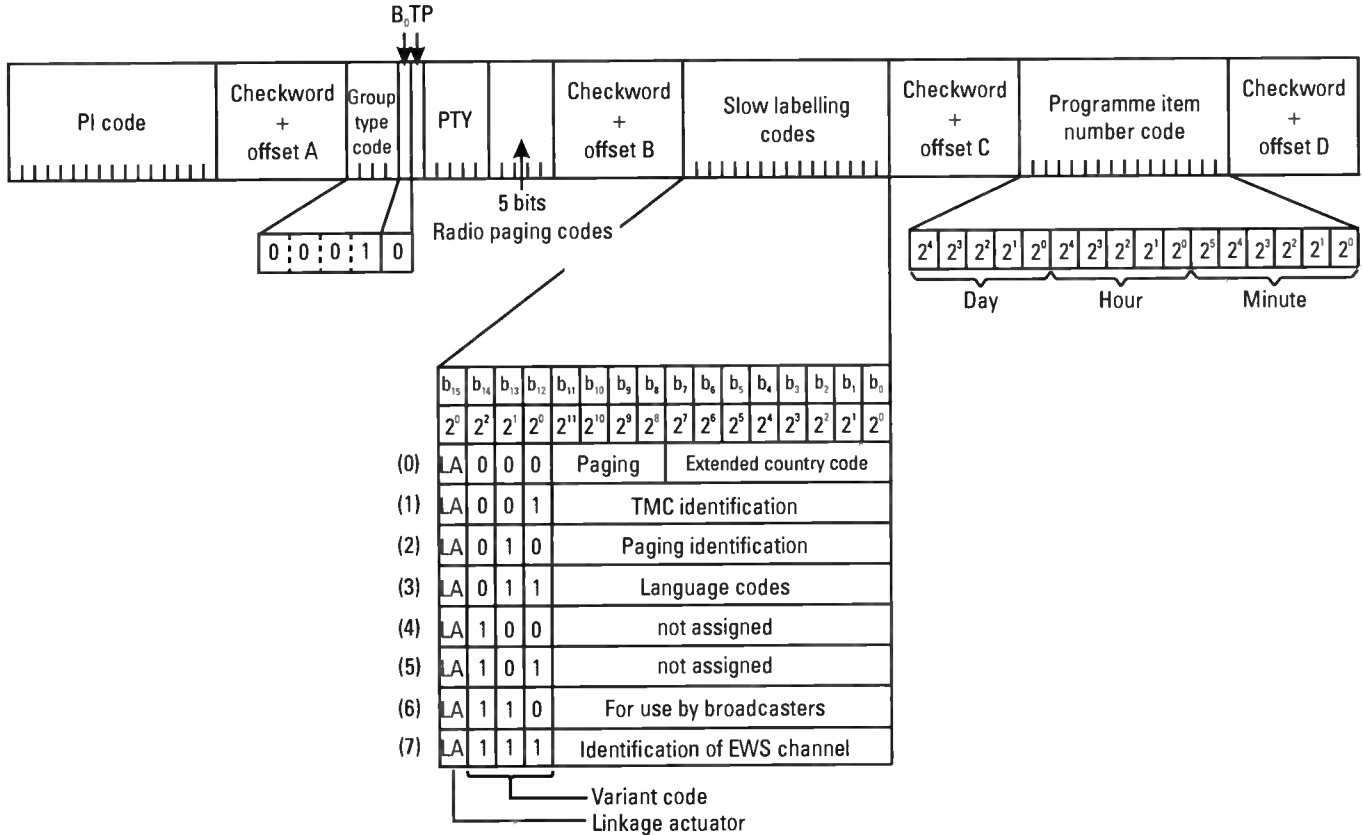 B₀TP
PI code
Checkword + offset A
Group type code
PTY
Checkword + offset B
Slow labelling codes
Checkword + offset C
Programme item number code
Checkword + offset D
5 bits
Radio paging codes
0 0 0 1 0
2⁴ 2³ 2² 2¹ 2⁰ 2⁴ 2³ 2² 2¹ 2⁰ 2⁵ 2⁴ 2³ 2² 2¹ 2⁰
Day Hour Minute
b₁₅ b₁₄ b₁₃ b₁₂ b₁₁ b₁₀ b₉ b₈ b₇ b₆ b₅ b₄ b₃ b₂ b₁ b₀
2⁰ 2² 2¹ 2⁰ 2¹¹ 2¹⁰ 2⁹ 2⁸ 2⁷ 2⁶ 2⁵ 2⁴ 2³ 2² 2¹ 2⁰
(0) LA 0 0 0 Paging Extended country code
(1) LA 0 0 1 TMC identification
(2) LA 0 1 0 Paging identification
(3) LA 0 1 1 Language codes
(4) LA 1 0 0 not assigned
(5) LA 1 0 1 not assigned
(6) LA 1 1 0 For use by broadcasters
(7) LA 1 1 1 Identification of EWS channel
Variant code
Linkage actuator